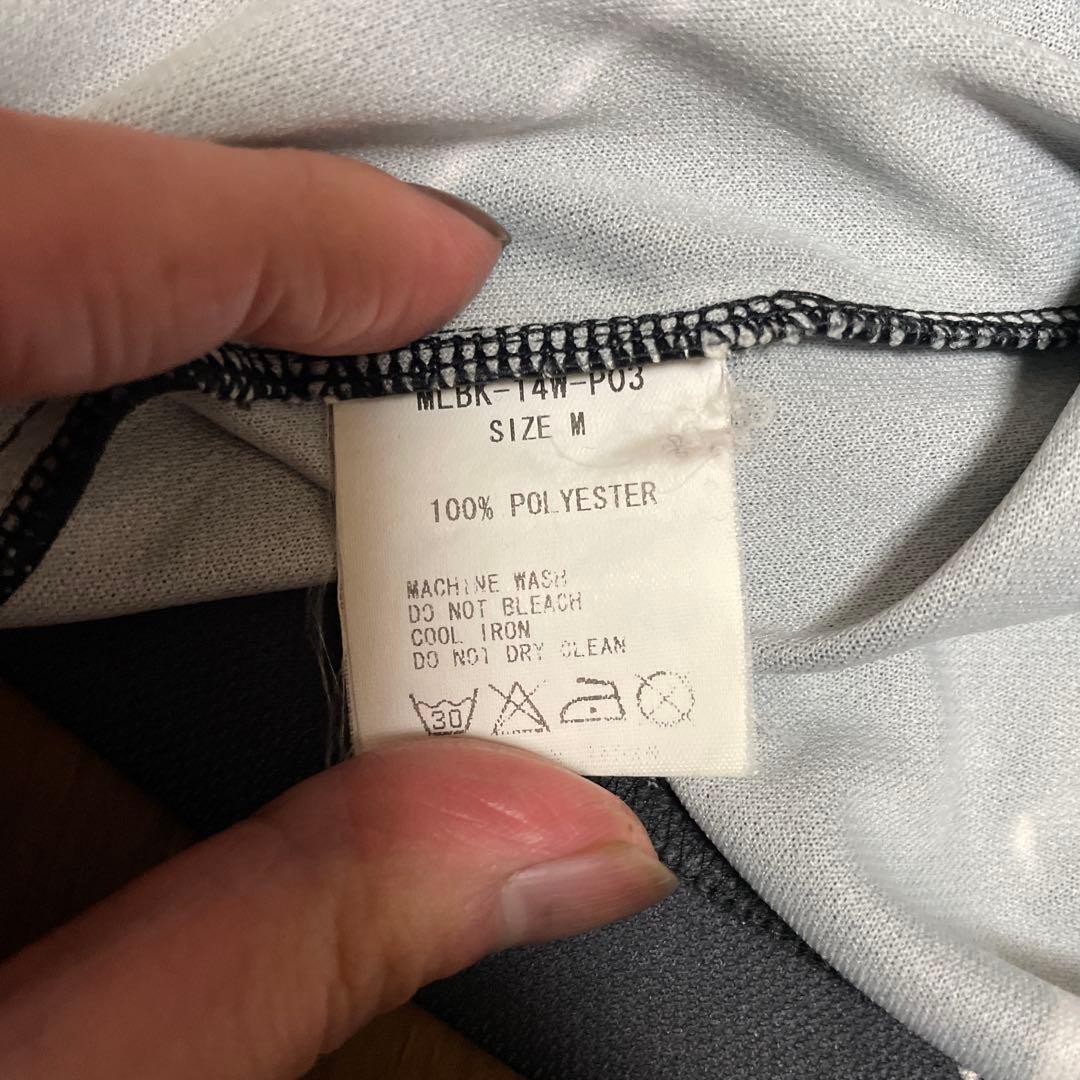 MLBK-14W-P03
SIZE M
100% POLYESTER
MACHINE WASH
DO NOT BLEACH
COOL IRON
DO NOT DRY CLEAN
30